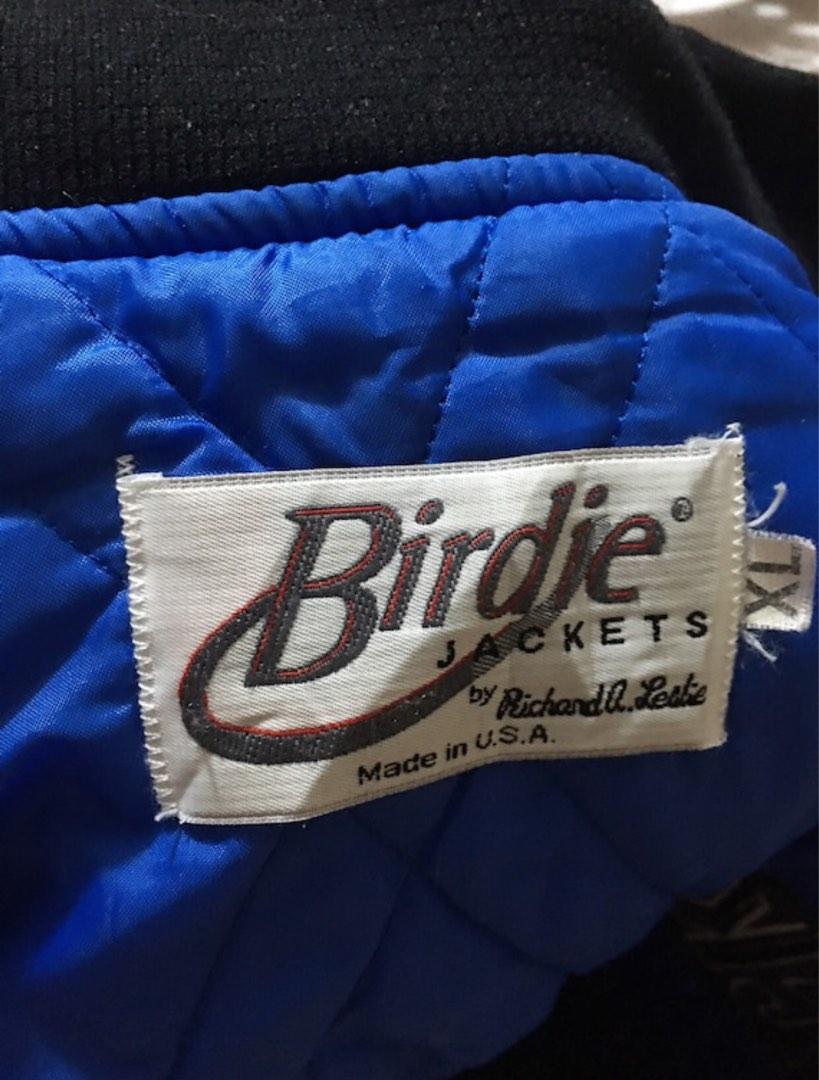 Birdie®
JACKETS
by Richard A. Leslie
Made in U.S.A.
XL